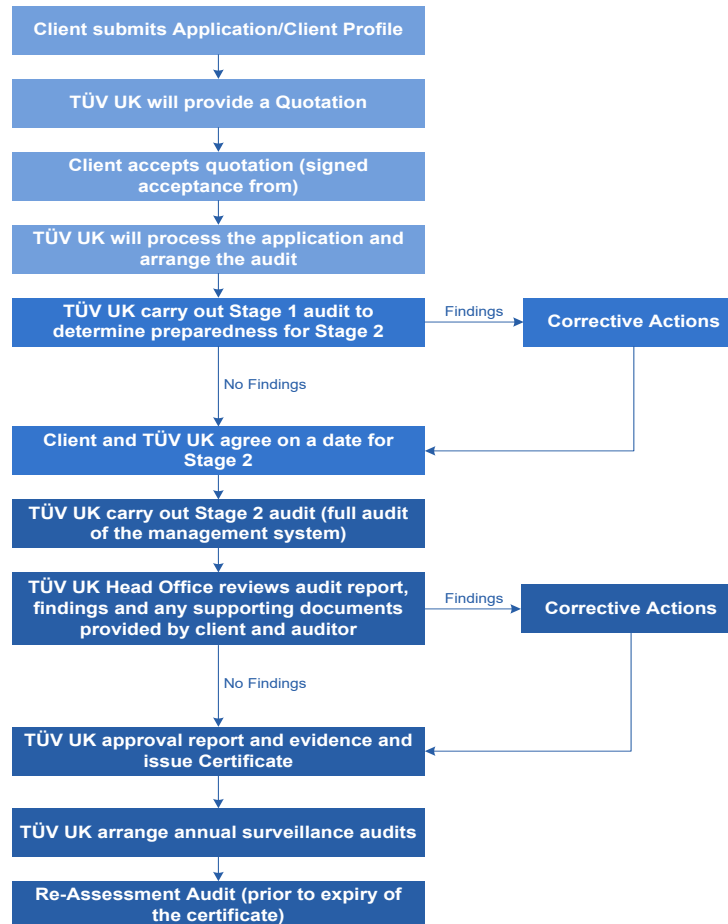 Client submits Application/Client Profile
TÜV UK will provide a Quotation
Client accepts quotation (signed
acceptance from)
TÜV UK will process the application and
arrange the audit
TÜV UK carry out Stage 1 audit to
determine preparedness for Stage 2
Findings
Corrective Actions
No Findings
Client and TÜV UK agree on a date for
Stage 2
TÜV UK carry out Stage 2 audit (full audit
of the management system)
TÜV UK Head Office reviews audit report,
findings and any supporting documents
provided by client and auditor
Findings
Corrective Actions
No Findings
TÜV UK approval report and evidence and
issue Certificate
TÜV UK arrange annual surveillance audits
Re-Assessment Audit (prior to expiry of
the certificate)